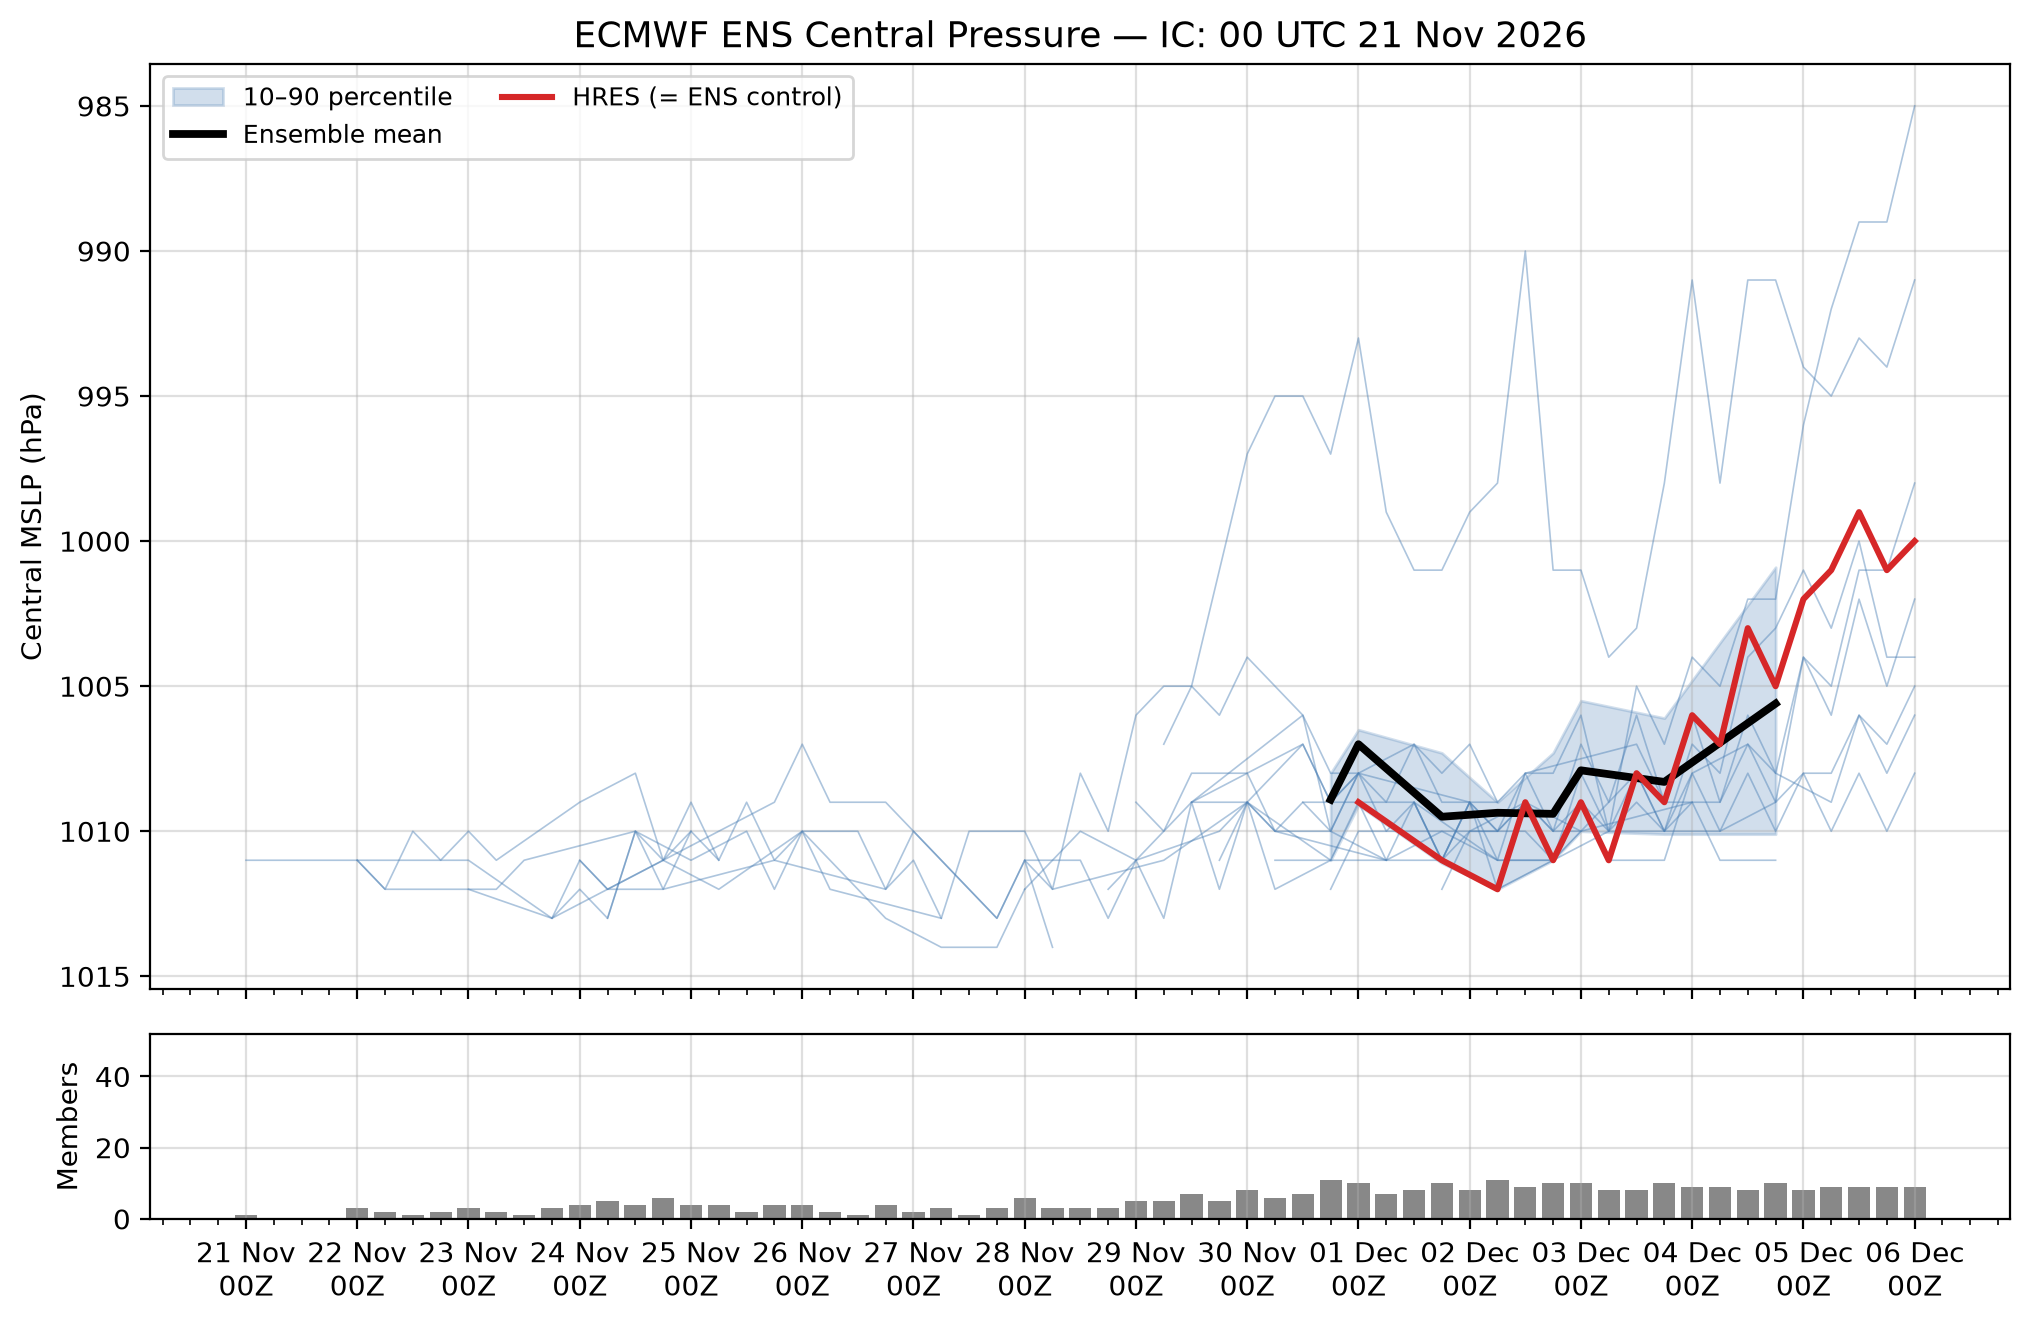 ECMWF ENS Central Pressure — IC: 00 UTC 21 Nov 2026
10–90 percentile
Ensemble mean
HRES (= ENS control)
Central MSLP (hPa)
985
990
995
1000
1005
1010
1015
Members
40
20
0
21 Nov 22 Nov 23 Nov 24 Nov 25 Nov 26 Nov 27 Nov 28 Nov 29 Nov 30 Nov 01 Dec 02 Dec 03 Dec 04 Dec 05 Dec 06 Dec
00Z 00Z 00Z 00Z 00Z 00Z 00Z 00Z 00Z 00Z 00Z 00Z 00Z 00Z 00Z 00Z